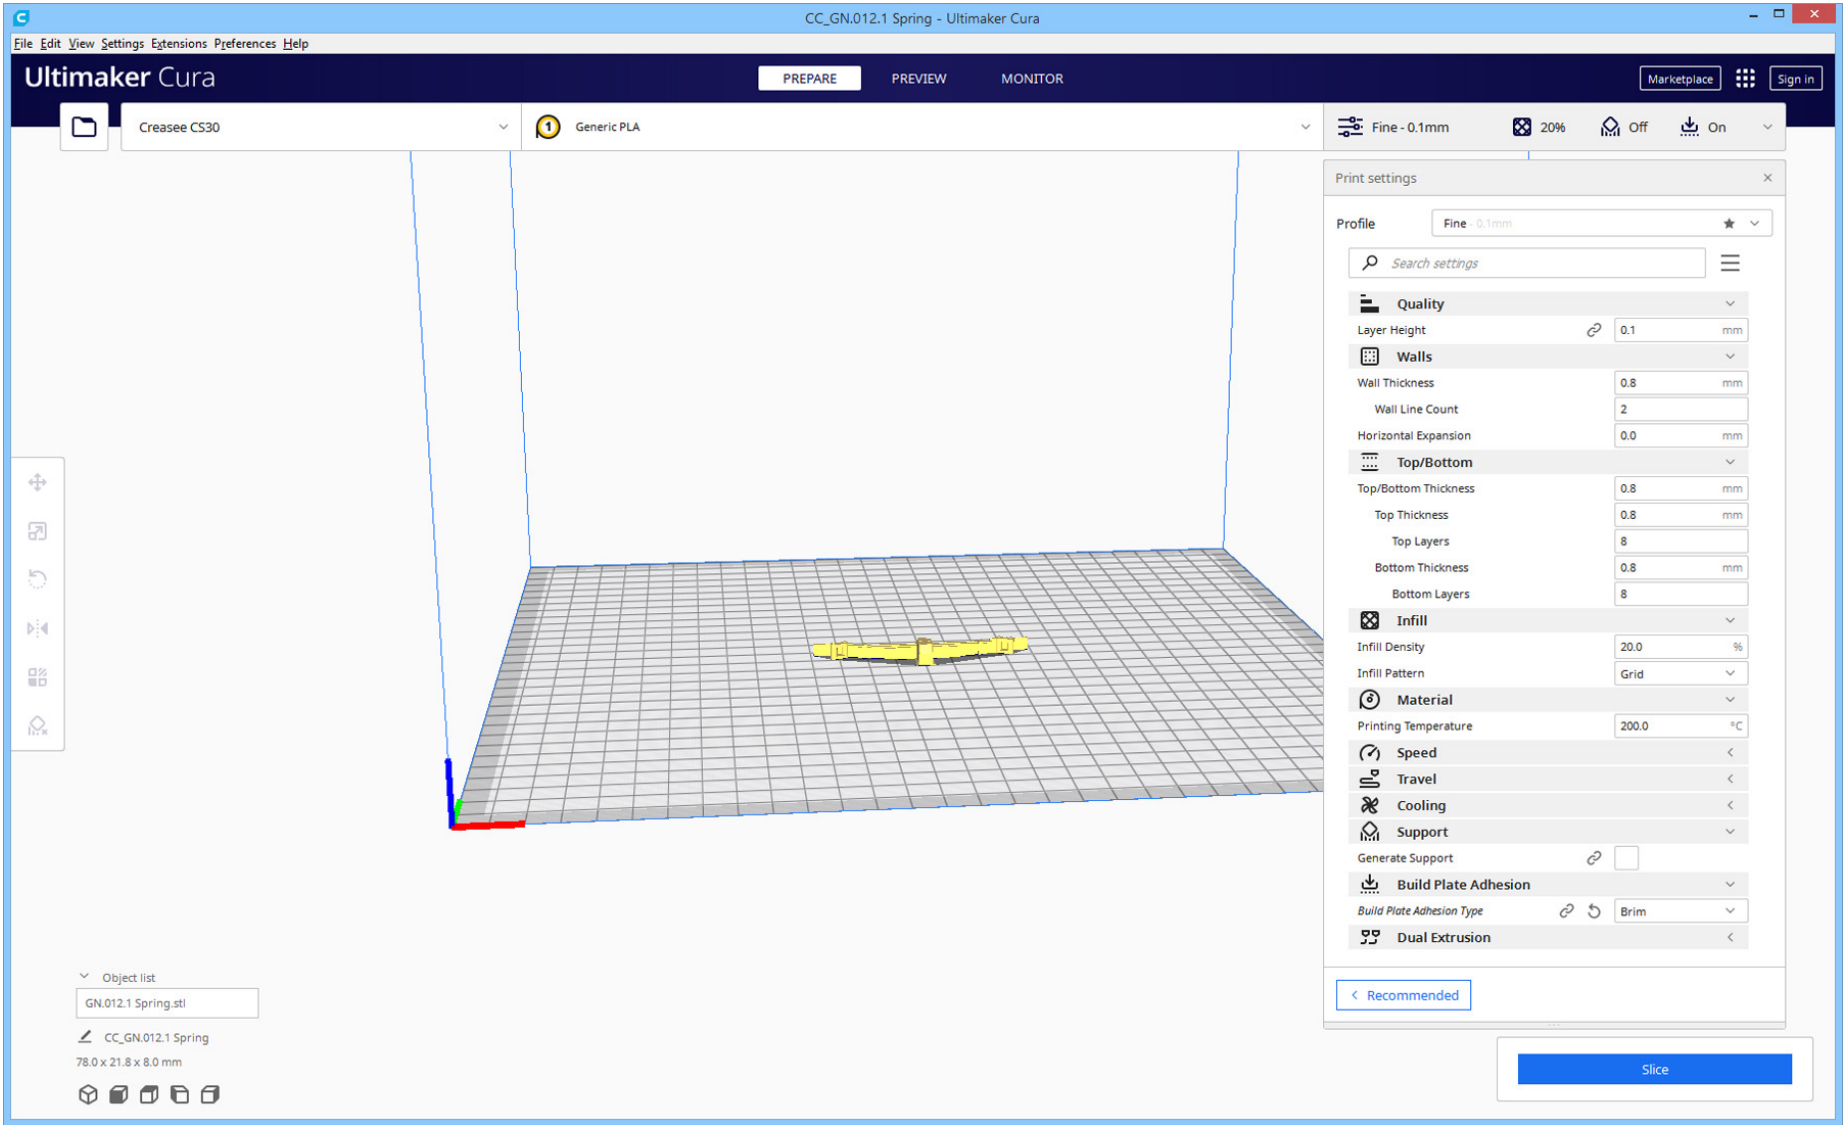 CC_GN.012.1 Spring - Ultimaker Cura
File Edit View Settings Extensions Preferences Help
Ultimaker Cura
PREPARE PREVIEW MONITOR
Marketplace Sign in
Creasee CS30
1 Generic PLA
Fine - 0.1mm 20% Off On
Print settings
Profile Fine - 0.1mm
Search settings
Quality
Layer Height 0.1 mm
Walls
Wall Thickness 0.8 mm
Wall Line Count 2
Horizontal Expansion 0.0 mm
Top/Bottom
Top/Bottom Thickness 0.8 mm
Top Thickness 0.8 mm
Top Layers 8
Bottom Thickness 0.8 mm
Bottom Layers 8
Infill
Infill Density 20.0 %
Infill Pattern Grid
Material
Printing Temperature 200.0 °C
Speed
Travel
Cooling
Support
Generate Support
Build Plate Adhesion
Build Plate Adhesion Type Brim
Dual Extrusion
Recommended
Object list
GN.012.1 Spring.stl
CC_GN.012.1 Spring
78.0 x 21.8 x 8.0 mm
Slice